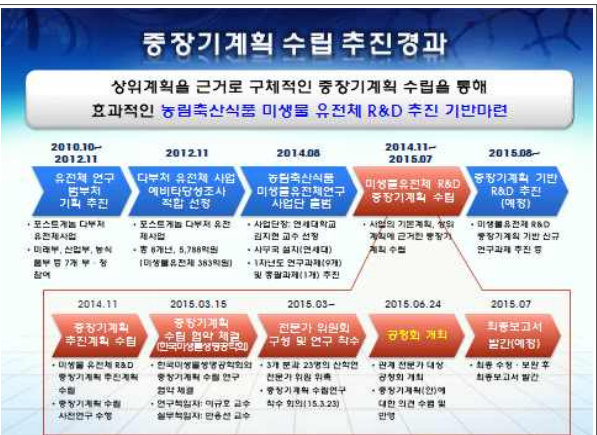 중장기계획 수립 추진경과
상위계획을 근거로 구체적인 중장기계획 수립을 통해
효과적인 농림축산식품 미생물 유전체 R&D 추진 기반마련
2010.10~
2012.11
2012.11
2014.08
2014.11~
2015.07
2015.08~
유전체 연구
범부처
기획 추진
다부처 유전체 사업
예비타당성조사
적합 선정
농림축산식품
미생물유전체연구
사업단 출범
미생물유전체 R&D
중장기계획 수립
중장기계획 기반
R&D 추진
(예정)
• 포스트게놈 다부처
유전체사업
• 미래부, 산업부, 농식
품부 등 7개 부·청
참여
• 포스트게놈 다부처 유전
체사업
• 총 8개년, 5,788억원
(미생물유전체 383억원)
• 사업단장: 연세대학교
김지현 교수 선정
• 사무국 설치(연세대)
• 1차년도 연구과제(9개)
및 총괄과제(1개) 추진
• 사업의 기본계획, 상위
계획에 근거한 중장기
계획 수립
• 미생물유전체 R&D
중장기계획 기반 신규
연구과제 추진 등
2014.11
2015.03.15
2015.03~
2015.06.24
2015.07
중장기계획
추진계획 수립
중장기계획
수립 협약 체결
(한국미생물생명공학회)
전문가 위원회
구성 및 연구 착수
공청회 개최
최종보고서
발간(예정)
• 미생물 유전체 R&D
중장기계획 추진계획
수립
• 중장기계획 수립
사전연구 수행
• 한국미생물생명공학회와
중장기계획 수립 연구
협약 체결
• 연구책임자: 이규호 교수
실무책임자: 반용선 교수
• 3개 분과 23명의 산학연
전문가 위원 위촉
• 중장기계획 수립연구
착수 회의(15.3.23)
• 관계 전문가 대상
공청회 개최
• 중장기계획(안)에
대한 의견 수렴 및
반영
• 최종 수정·보완 후
최종보고서 발간